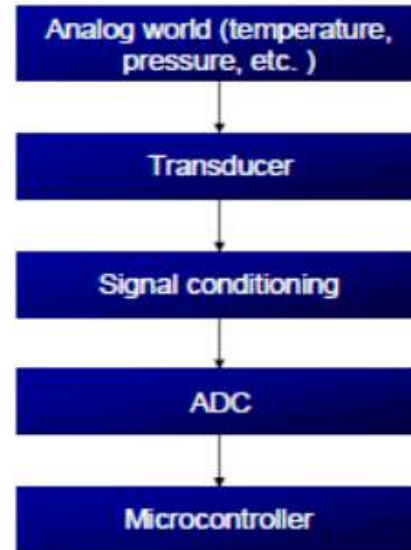 Analog world (temperature,
pressure, etc. )
Transducer
Signal conditioning
ADC
Microcontroller